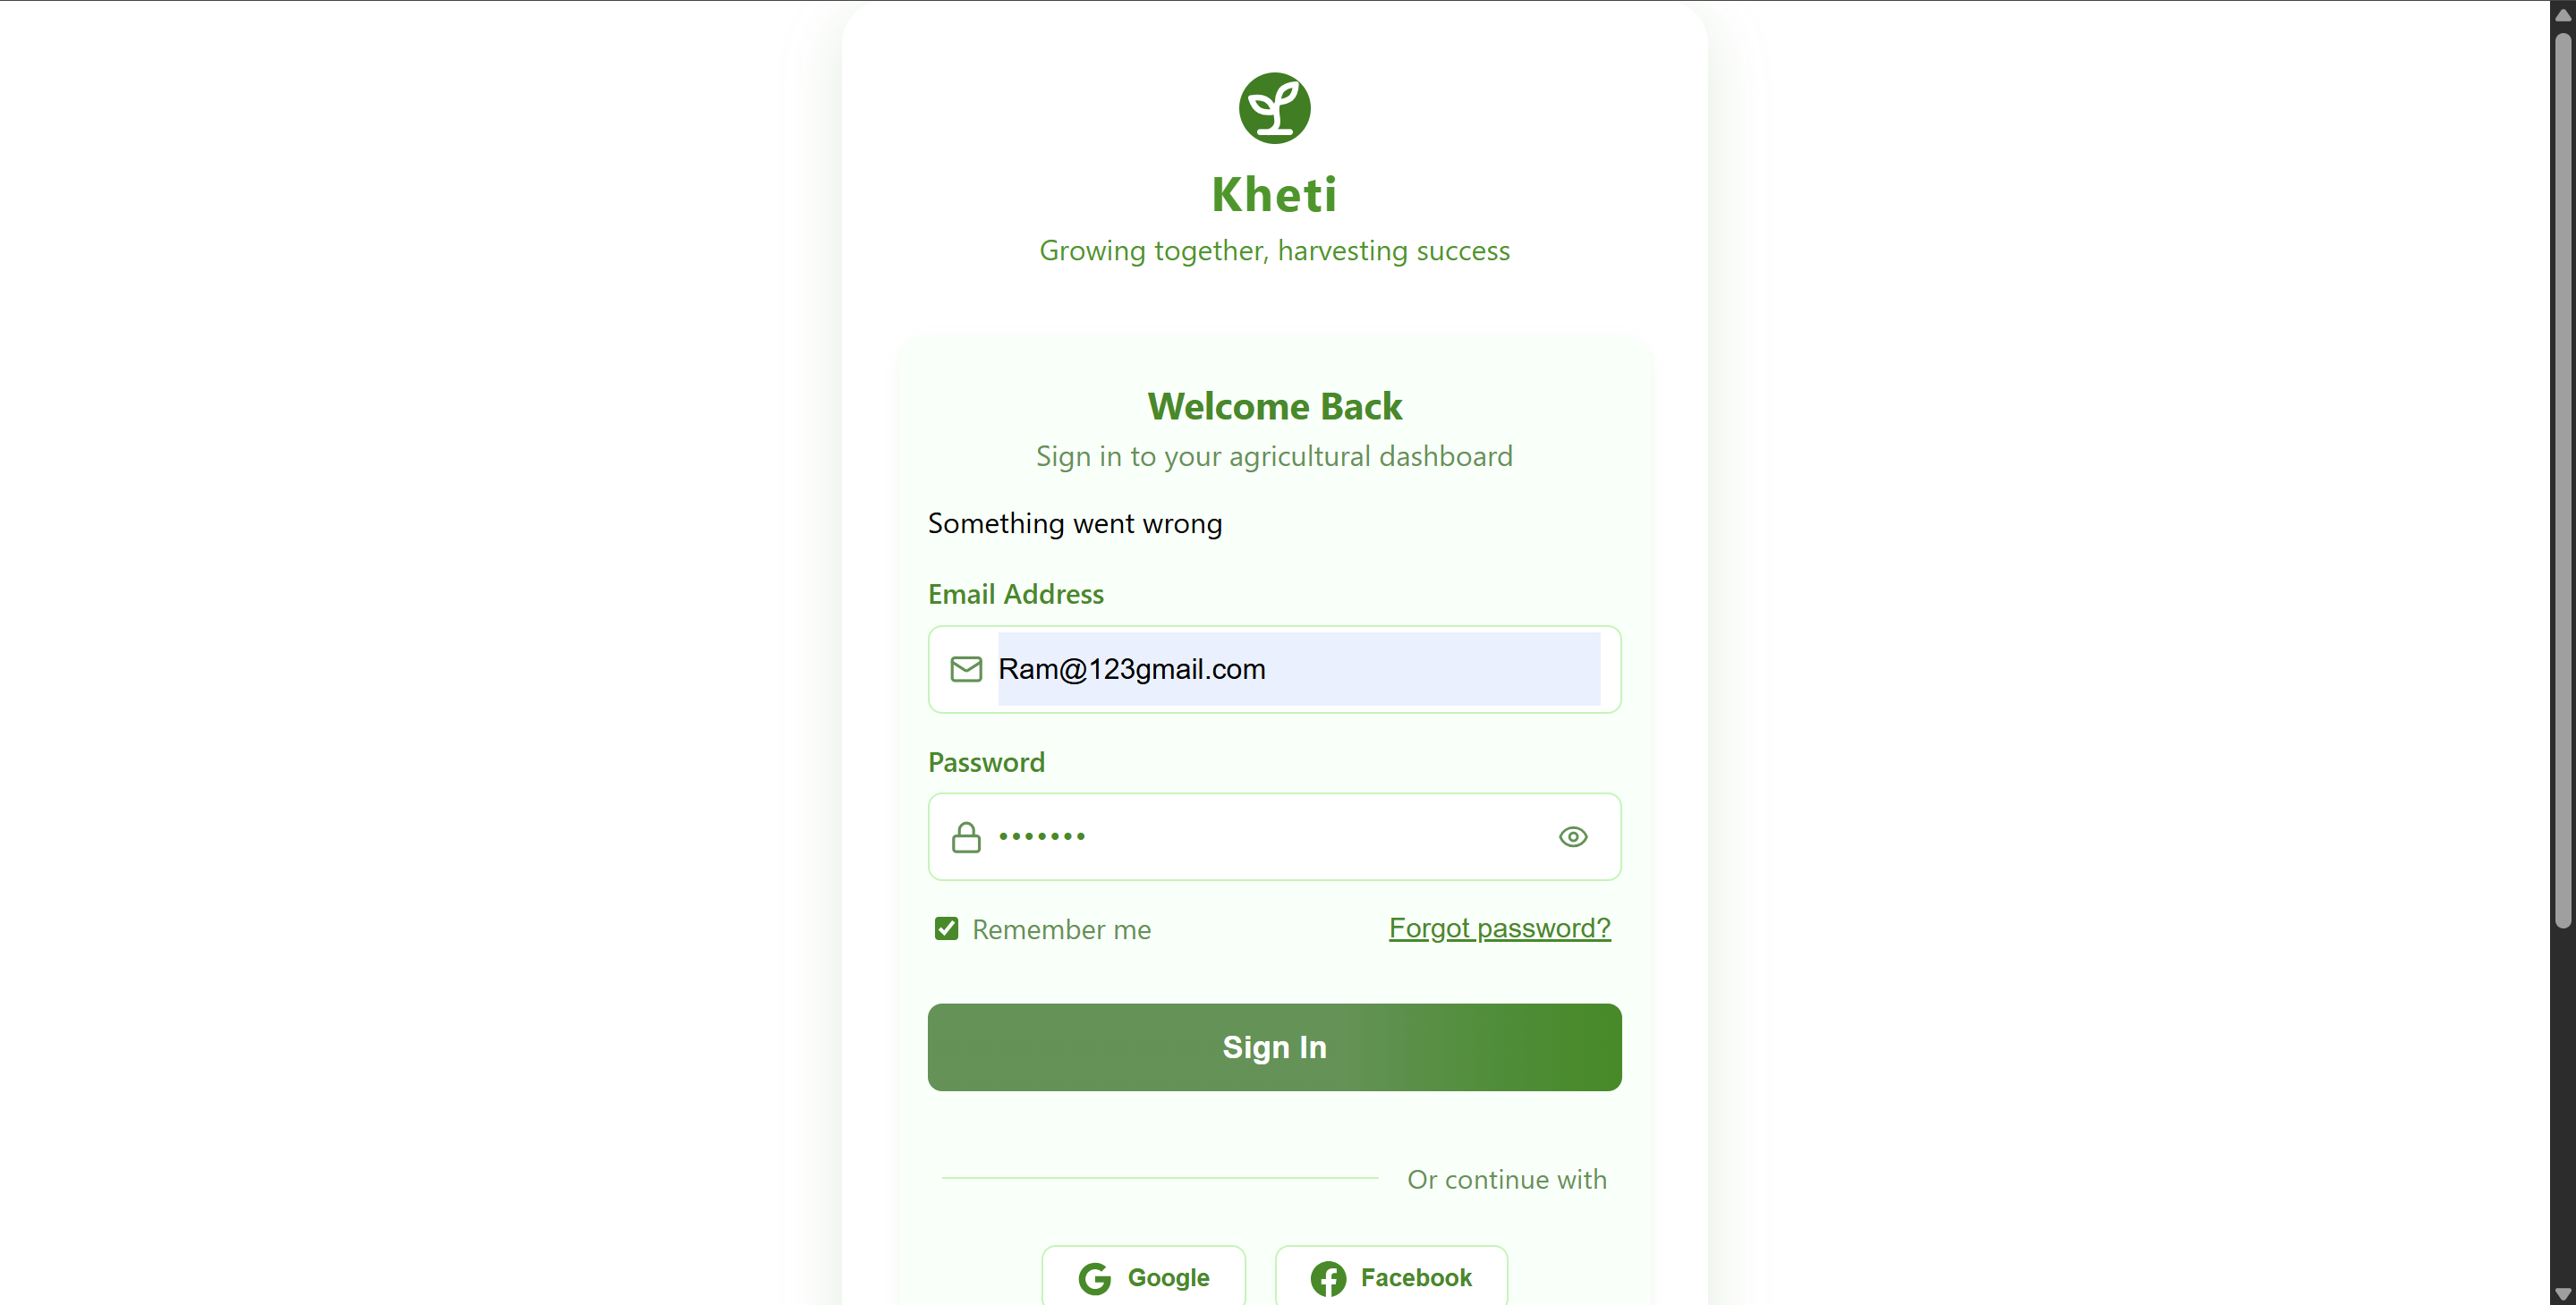 Kheti
Growing together, harvesting success
Welcome Back
Sign in to your agricultural dashboard
Something went wrong
Email Address
Ram@123gmail.com
Password
•••••••
Remember me
Forgot password?
Sign In
Or continue with
Google
Facebook